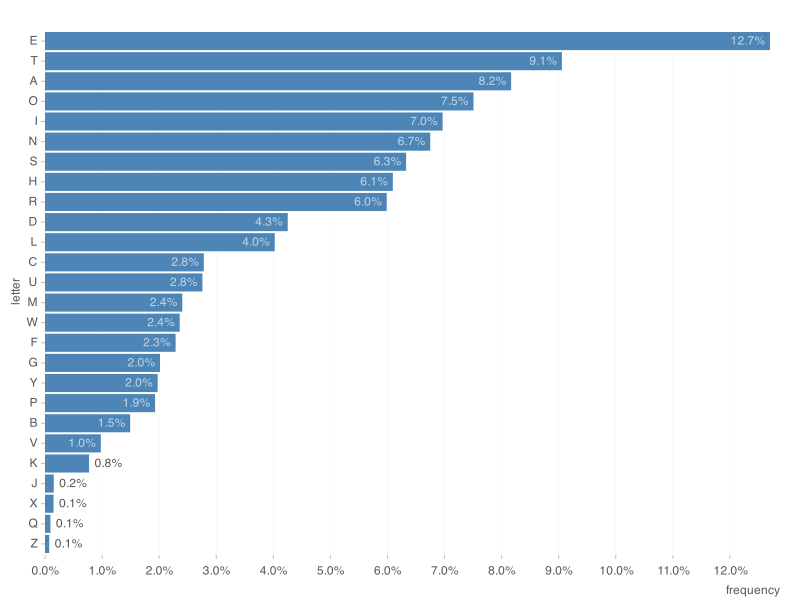 E 12.7%
T 9.1%
A 8.2%
O 7.5%
I 7.0%
N 6.7%
S 6.3%
H 6.1%
R 6.0%
D 4.3%
L 4.0%
C 2.8%
U 2.8%
letter
M 2.4%
W 2.4%
F 2.3%
G 2.0%
Y 2.0%
P 1.9%
B 1.5%
V 1.0%
K 0.8%
J 0.2%
X 0.1%
Q 0.1%
Z 0.1%
0.0% 1.0% 2.0% 3.0% 4.0% 5.0% 6.0% 7.0% 8.0% 9.0% 10.0% 11.0% 12.0%
frequency